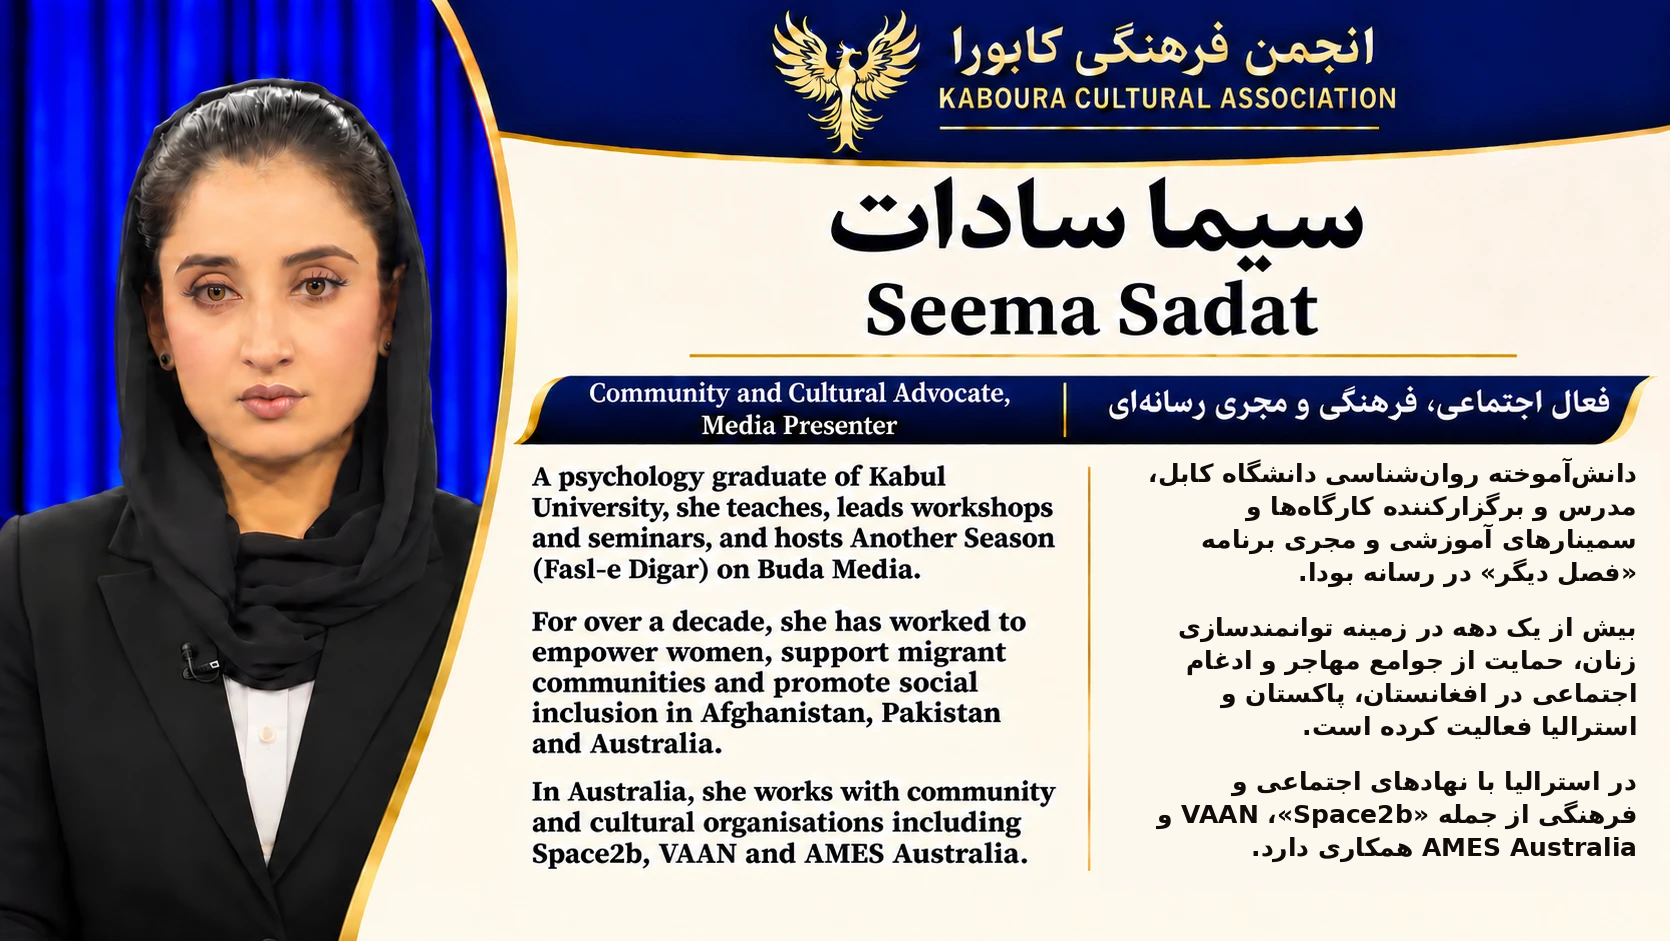 انجمن فرهنگی کابورا
KABOURA CULTURAL ASSOCIATION
سیما سادات
Seema Sadat
Community and Cultural Advocate,
Media Presenter
فعال اجتماعی، فرهنگی و مجری رسانه‌ای
A psychology graduate of Kabul
University, she teaches, leads workshops
and seminars, and hosts Another Season
(Fasl-e Digar) on Buda Media.
For over a decade, she has worked to
empower women, support migrant
communities and promote social
inclusion in Afghanistan, Pakistan
and Australia.
In Australia, she works with community
and cultural organisations including
Space2b, VAAN and AMES Australia.
دانش‌آموخته روان‌شناسی دانشگاه کابل،
مدرس و برگزارکننده کارگاه‌ها و
سمینارهای آموزشی و مجری برنامه
«فصل دیگر» در رسانه بودا.
بیش از یک دهه در زمینه توانمندسازی
زنان، حمایت از جوامع مهاجر و ادغام
اجتماعی در افغانستان، پاکستان و
استرالیا فعالیت کرده است.
در استرالیا با نهادهای اجتماعی و
فرهنگی از جمله «Space2b»، VAAN و
AMES Australia همکاری دارد.